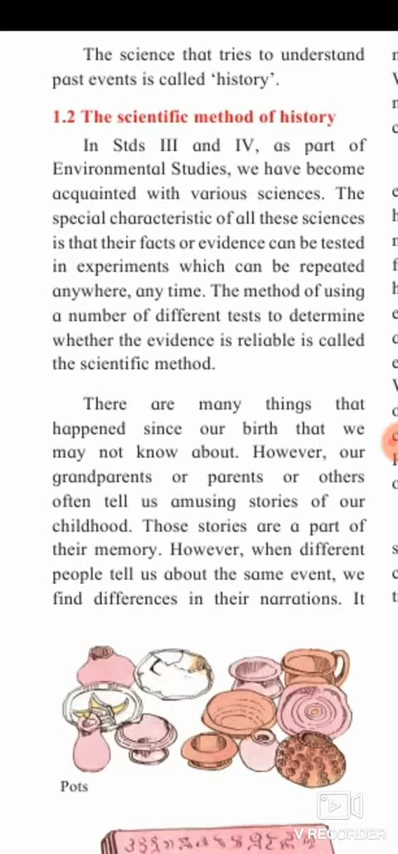 The science that tries to understand
past events is called ‘history’.
1.2 The scientific method of history
In Stds III and IV, as part of
Environmental Studies, we have become
acquainted with various sciences. The
special characteristic of all these sciences
is that their facts or evidence can be tested
in experiments which can be repeated
anywhere, any time. The method of using
a number of different tests to determine
whether the evidence is reliable is called
the scientific method.
There are many things that
happened since our birth that we
may not know about. However, our
grandparents or parents or others
often tell us amusing stories of our
childhood. Those stories are a part of
their memory. However, when different
people tell us about the same event, we
find differences in their narrations. It
Pots
V RECORDER